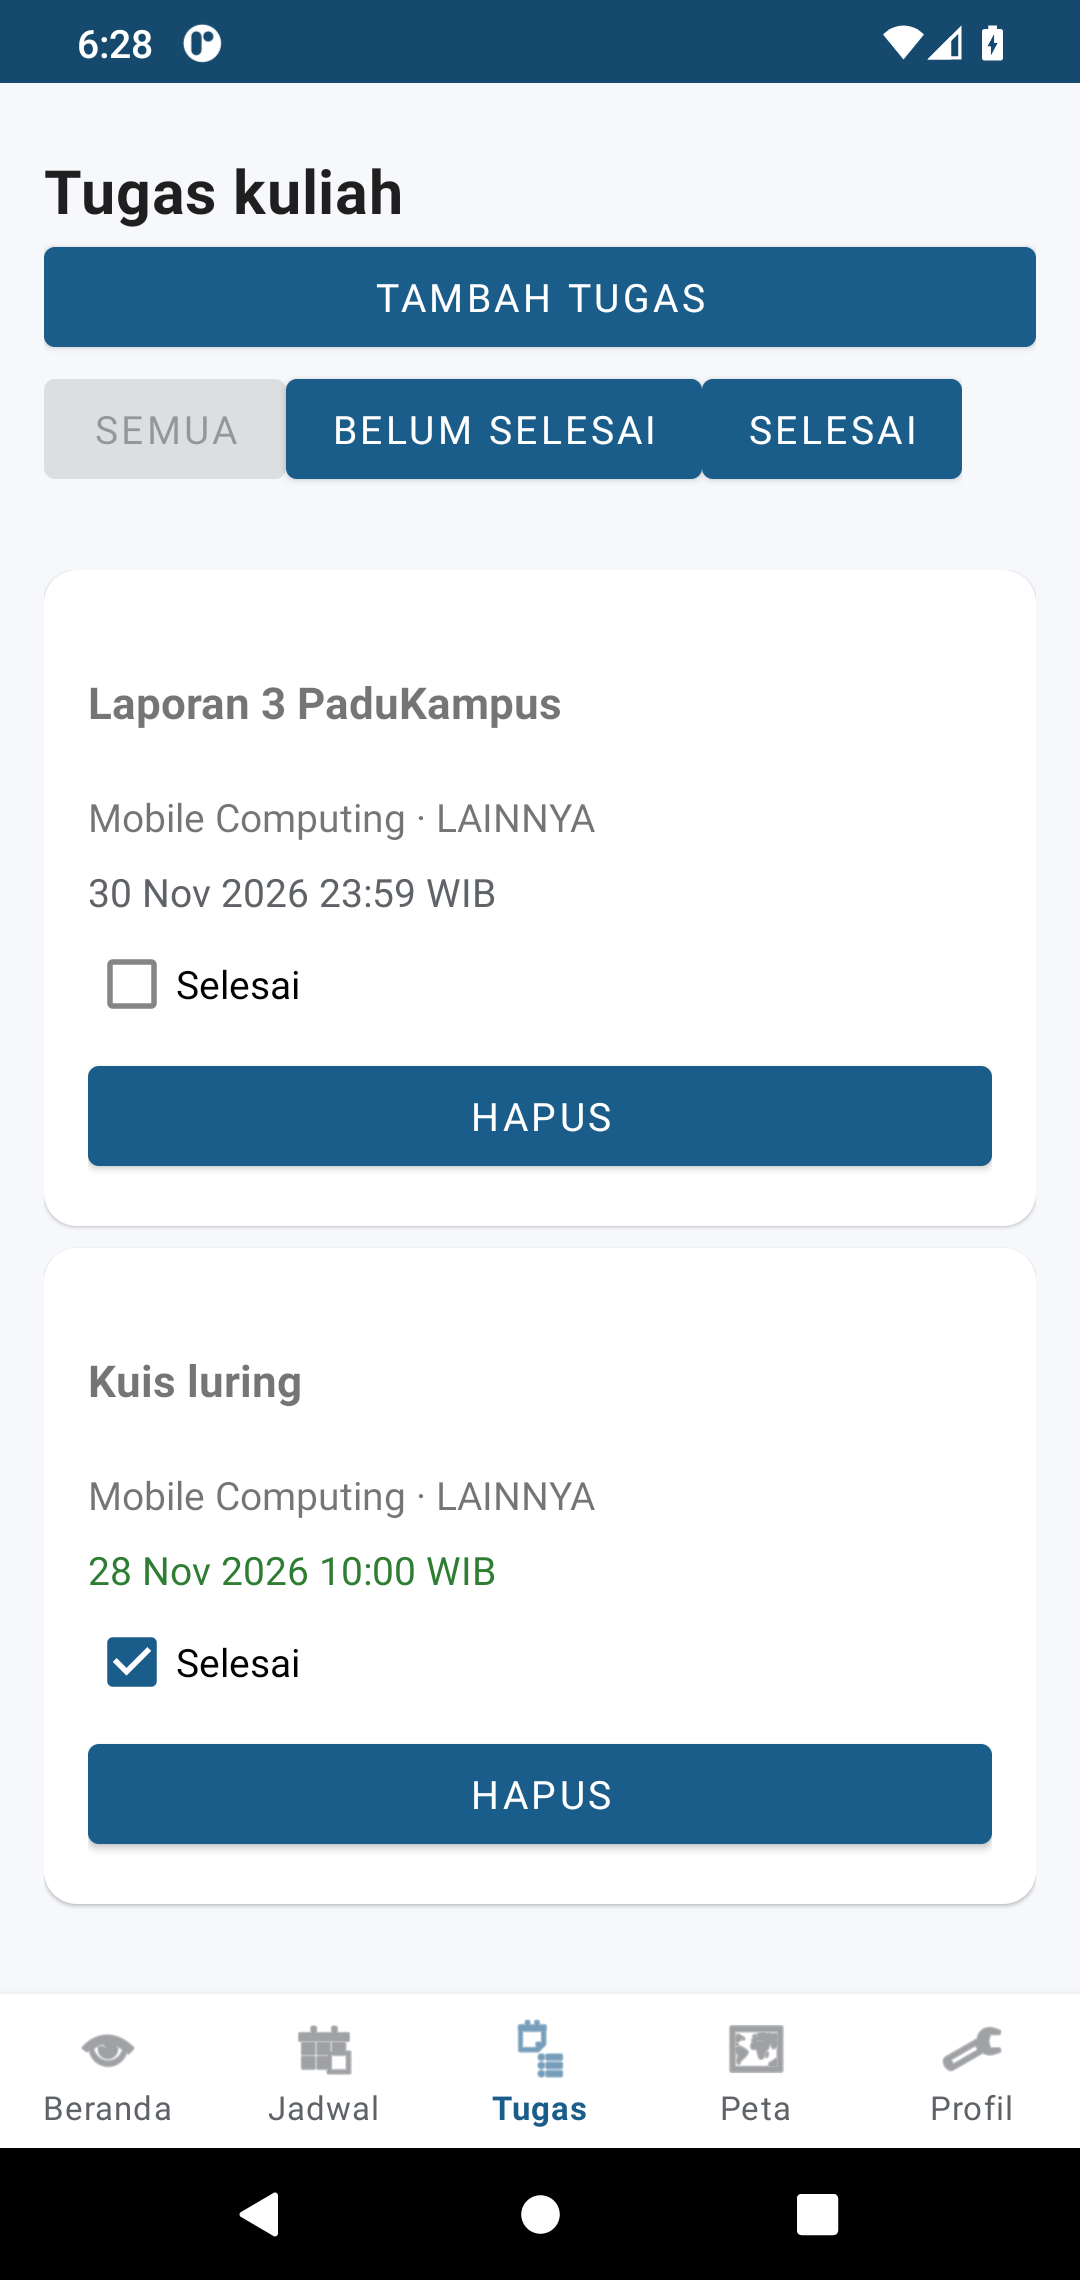 6:28
Tugas kuliah
TAMBAH TUGAS
SEMUA BELUM SELESAI SELESAI
Laporan 3 PaduKampus
Mobile Computing · LAINNYA
30 Nov 2026 23:59 WIB
Selesai
HAPUS
Kuis luring
Mobile Computing · LAINNYA
28 Nov 2026 10:00 WIB
Selesai
HAPUS
Beranda Jadwal Tugas Peta Profil